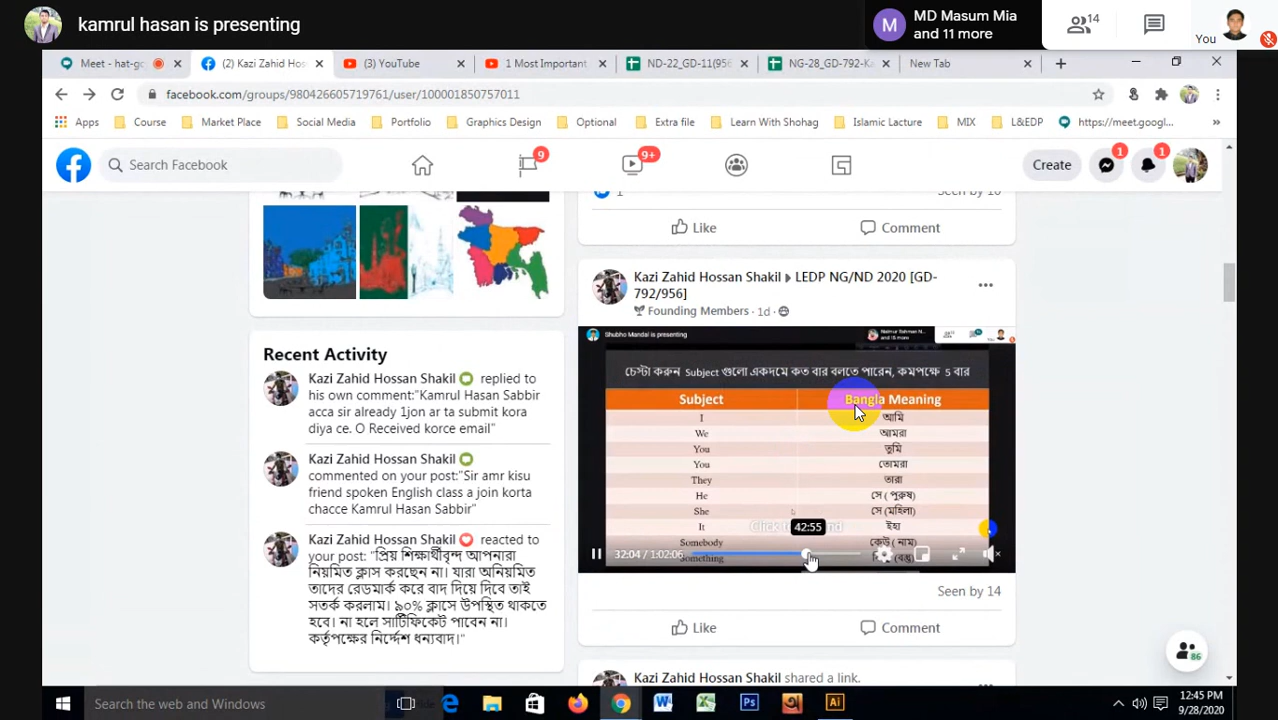 kamrul hasan is presenting
MD Masum Mia
and 11 more
14
You
Meet - hat-go
(2) Kazi Zahid Hos
(3) YouTube
1 Most Important
ND-22_GD-11(956
NG-28_GD-792-Ka
New Tab
facebook.com/groups/980426605719761/user/100001850757011
Apps
Course
Market Place
Social Media
Portfolio
Graphics Design
Optional
Extra file
Learn With Shohag
Islamic Lacture
MIX
L&EDP
https://meet.googl...
Search Facebook
9
9+
Create
1
1
1
Seen by 10
Like
Comment
Kazi Zahid Hossan Shakil
LEDP NG/ND 2020 [GD-
792/956]
Founding Members · 1d ·
Shubho Mandal is presenting
Naimur Rahman N...
and 15 more
চেস্টা করুন Subject গুলো একদমে কত বার বলতে পারেন, কমপক্ষে 5 বার
Subject
Bangla Meaning
I
আমি
We
আমরা
You
তুমি
You
তোমরা
They
তারা
He
সে ( পুরুষ)
She
সে (মহিলা)
It
ইহা
Somebody
কেউ ( নাম)
Something
42:55
32:04 / 1:02:06
Seen by 14
Like
Comment
Kazi Zahid Hossan Shakil shared a link.
Recent Activity
Kazi Zahid Hossan Shakil replied to
his own comment:"Kamrul Hasan Sabbir
acca sir already 1jon ar ta submit kora
diya ce. O Received korce email"
Kazi Zahid Hossan Shakil
commented on your post:"Sir amr kisu
friend spoken English class a join korta
chacce Kamrul Hasan Sabbir"
Kazi Zahid Hossan Shakil
reacted to
your post: "প্রিয় শিক্ষার্থীবৃন্দ আপনারা
নিয়মিত ক্লাস করছেন না। যারা অনিয়মিত
তাদের রেডমার্ক করে বাদ দিয়ে দিবে তাই
সতর্ক করলাম। ৯০% ক্লাসে উপস্থিত থাকতে
হবে। না হলে সার্টিফিকেট পাবেন না।
কর্তৃপক্ষের নির্দেশ ধন্যবাদ।"
86
Search the web and Windows
12:45 PM
9/28/2020